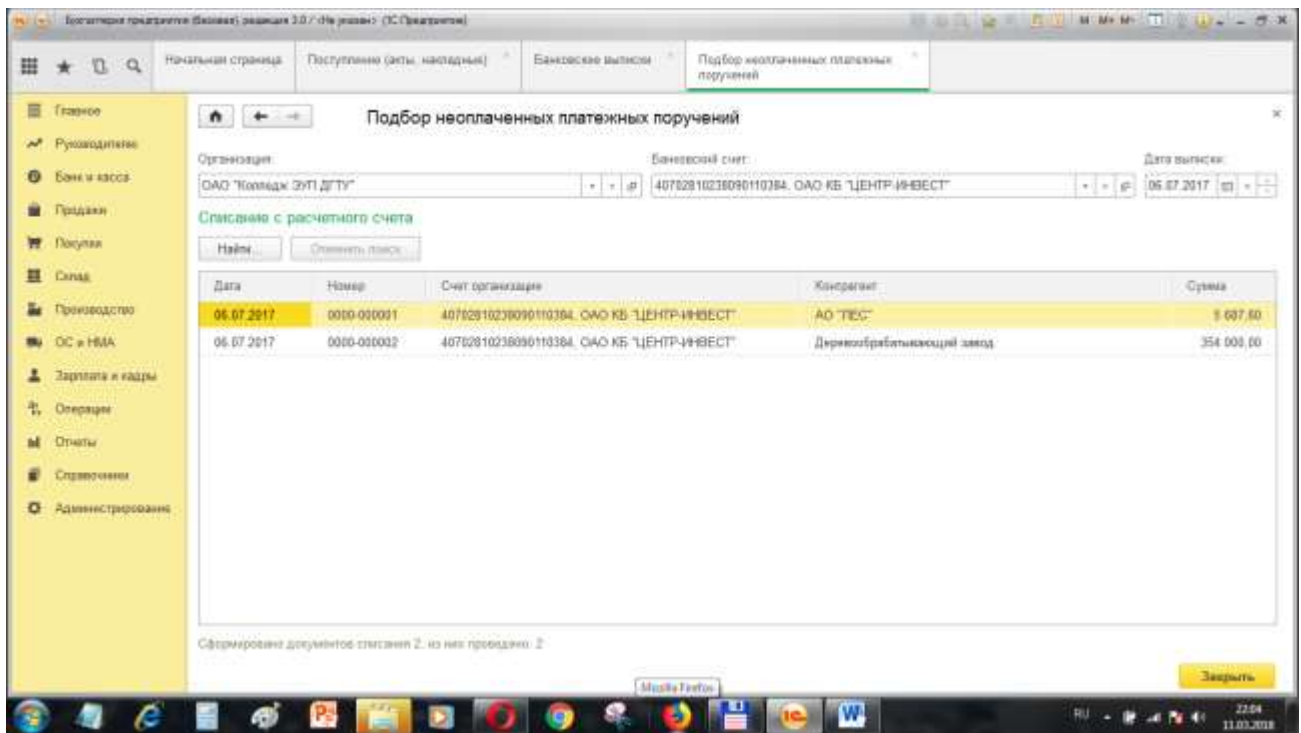 Бухгалтерия предприятия (базовая), редакция 3.0 / <Не указан> (1С:Предприятие)
M M+ M-
Начальная страница
Поступление (акты, накладные)
Банковские выписки
Подбор неоплаченных платежных поручений
Главное
Руководителю
Банк и касса
Продажи
Покупки
Склад
Производство
ОС и НМА
Зарплата и кадры
Операции
Отчеты
Справочники
Администрирование
Подбор неоплаченных платежных поручений
Организация: Банковский счет: Дата выписки:
ОАО "Колледж ЭУП ДГТУ" 40702810238090110384, ОАО КБ "ЦЕНТР-ИНВЕСТ" 06.07.2017
Списание с расчетного счета
Найти... Отменить поиск
Дата Номер Счет организации Контрагент Сумма
06.07.2017 0000-000001 40702810238090110384, ОАО КБ "ЦЕНТР-ИНВЕСТ" АО "ЛЕС" 5 687,60
06.07.2017 0000-000002 40702810238090110384, ОАО КБ "ЦЕНТР-ИНВЕСТ" Деревообрабатывающий завод 354 000,00
Сформировано документов списания 2, из них проведено: 2
Закрыть
Mozilla Firefox
RU 22:04
11.03.2018